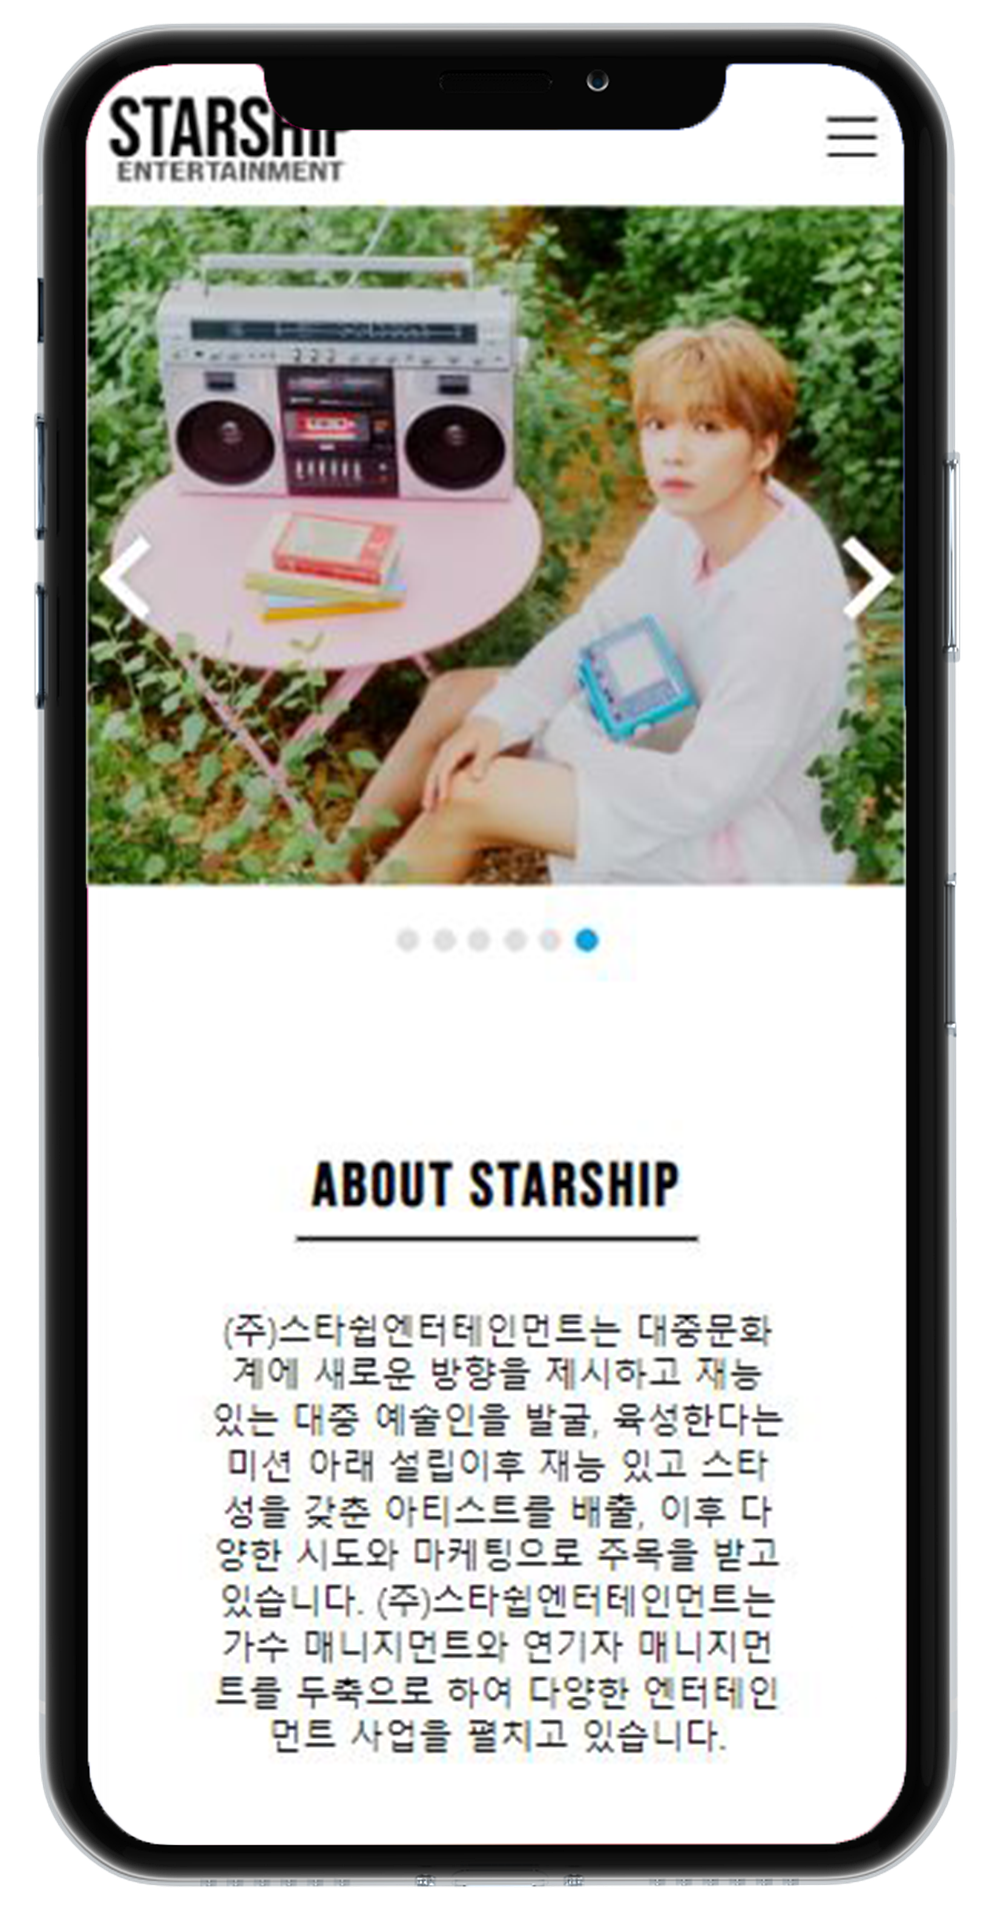 STARSHIP
ENTERTAINMENT
ABOUT STARSHIP
(주)스타쉽엔터테인먼트는 대중문화
계에 새로운 방향을 제시하고 재능
있는 대중 예술인을 발굴, 육성한다는
미션 아래 설립이후 재능 있고 스타
성을 갖춘 아티스트를 배출, 이후 다
양한 시도와 마케팅으로 주목을 받고
있습니다. (주)스타쉽엔터테인먼트는
가수 매니지먼트와 연기자 매니지먼
트를 두축으로 하여 다양한 엔터테인
먼트 사업을 펼치고 있습니다.